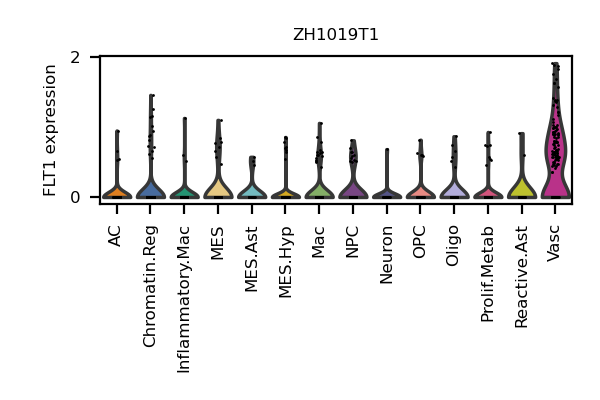 ZH1019T1
FLT1 expression
2
0
AC
Chromatin.Reg
Inflammatory.Mac
MES
MES.Ast
MES.Hyp
Mac
NPC
Neuron
OPC
Oligo
Prolif.Metab
Reactive.Ast
Vasc